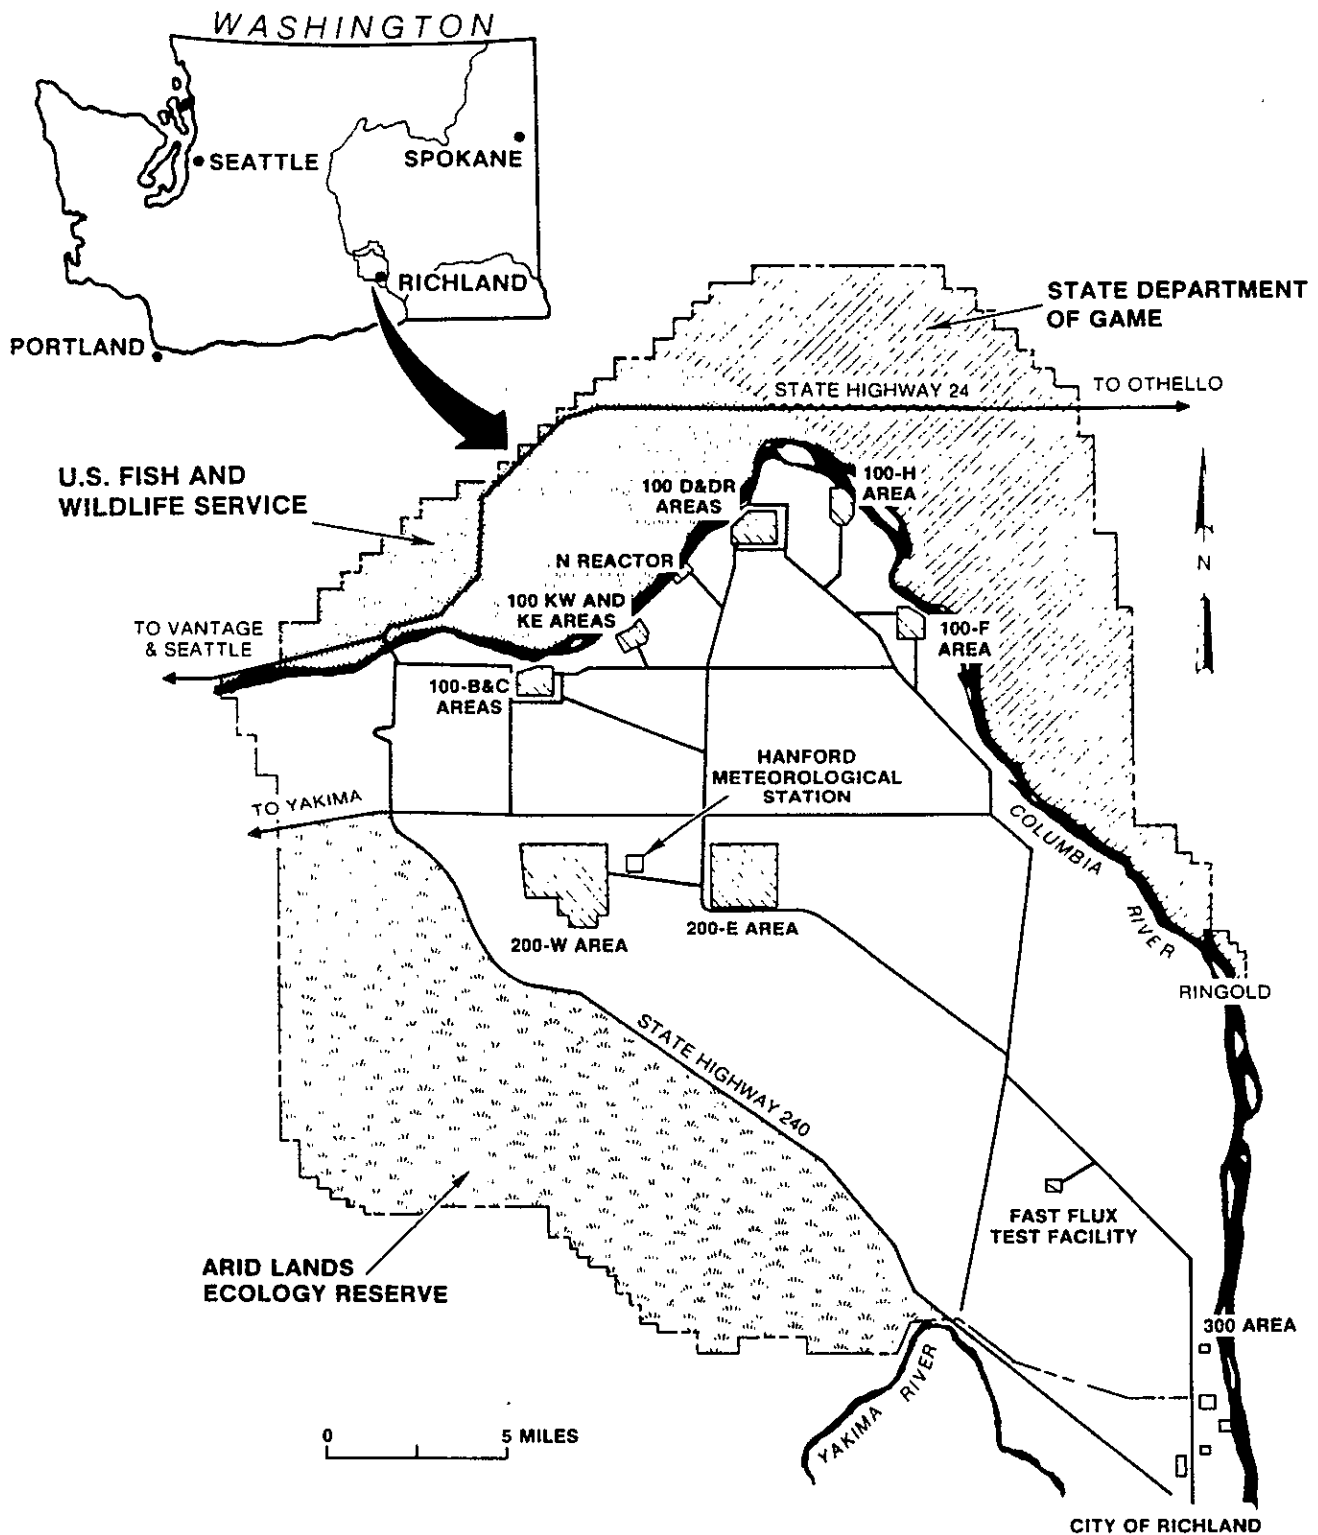 WASHINGTON
SEATTLE
SPOKANE
RICHLAND
PORTLAND
STATE DEPARTMENT
OF GAME
STATE HIGHWAY 24
TO OTHELLO
U.S. FISH AND
WILDLIFE SERVICE
100 D&DR
AREAS
100-H
AREA
N REACTOR
N
100 KW AND
KE AREAS
TO VANTAGE
& SEATTLE
100-F
AREA
100-B&C
AREAS
HANFORD
METEOROLOGICAL
STATION
TO YAKIMA
COLUMBIA
RIVER
200-W AREA
200-E AREA
RINGOLD
STATE HIGHWAY 240
FAST FLUX
TEST FACILITY
ARID LANDS
ECOLOGY RESERVE
300 AREA
YAKIMA RIVER
0 5 MILES
CITY OF RICHLAND